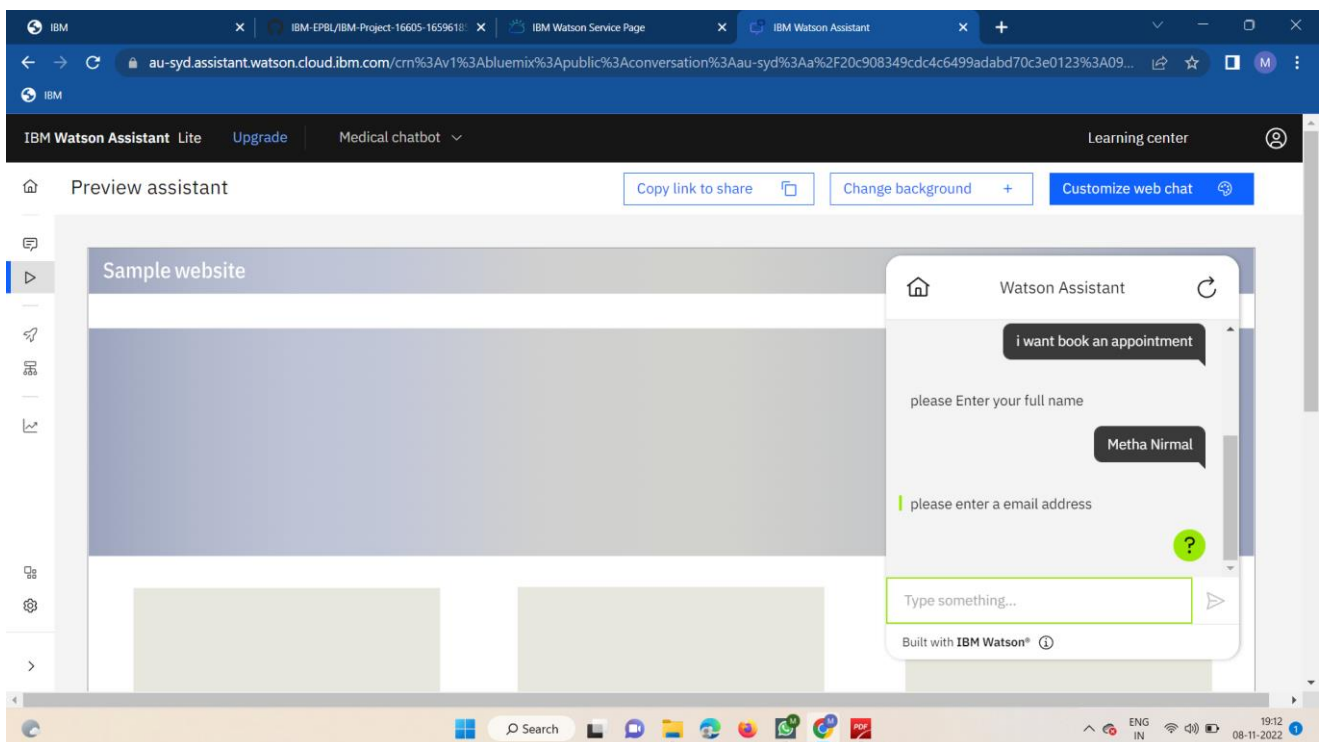 IBM
IBM-EPBL/IBM-Project-16605-1659618
IBM Watson Service Page
IBM Watson Assistant
au-syd.assistant.watson.cloud.ibm.com/crn%3Av1%3Abluemix%3Apublic%3Aconversation%3Aau-syd%3Aa%2F20c908349cdc4c6499adabd70c3e0123%3A09...
M
IBM
IBM Watson Assistant Lite Upgrade Medical chatbot Learning center
Preview assistant Copy link to share Change background + Customize web chat
Sample website
Watson Assistant
i want book an appointment
please Enter your full name
Metha Nirmal
please enter a email address
?
Type something...
Built with IBM Watson®
Search
PDF
ENG
IN
19:12
08-11-2022
1